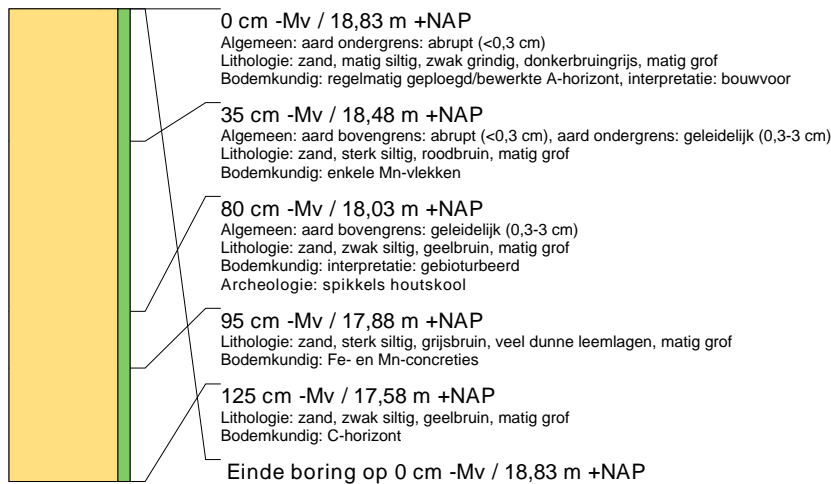 0 cm -Mv / 18,83 m +NAP
Algemeen: aard ondergrens: abrupt (<0,3 cm)
Lithologie: zand, matig siltig, zwak grindig, donkerbruingrijs, matig grof
Bodemkundig: regelmatig geploegd/bewerkte A-horizont, interpretatie: bouwvoor
35 cm -Mv / 18,48 m +NAP
Algemeen: aard bovengrens: abrupt (<0,3 cm), aard ondergrens: geleidelijk (0,3-3 cm)
Lithologie: zand, sterk siltig, roodbruin, matig grof
Bodemkundig: enkele Mn-vlekken
80 cm -Mv / 18,03 m +NAP
Algemeen: aard bovengrens: geleidelijk (0,3-3 cm)
Lithologie: zand, zwak siltig, geelbruin, matig grof
Bodemkundig: interpretatie: gebioturbeerd
Archeologie: spikkels houtskool
95 cm -Mv / 17,88 m +NAP
Lithologie: zand, sterk siltig, grijsbruin, veel dunne leemlagen, matig grof
Bodemkundig: Fe- en Mn-concreties
125 cm -Mv / 17,58 m +NAP
Lithologie: zand, zwak siltig, geelbruin, matig grof
Bodemkundig: C-horizont
Einde boring op 0 cm -Mv / 18,83 m +NAP